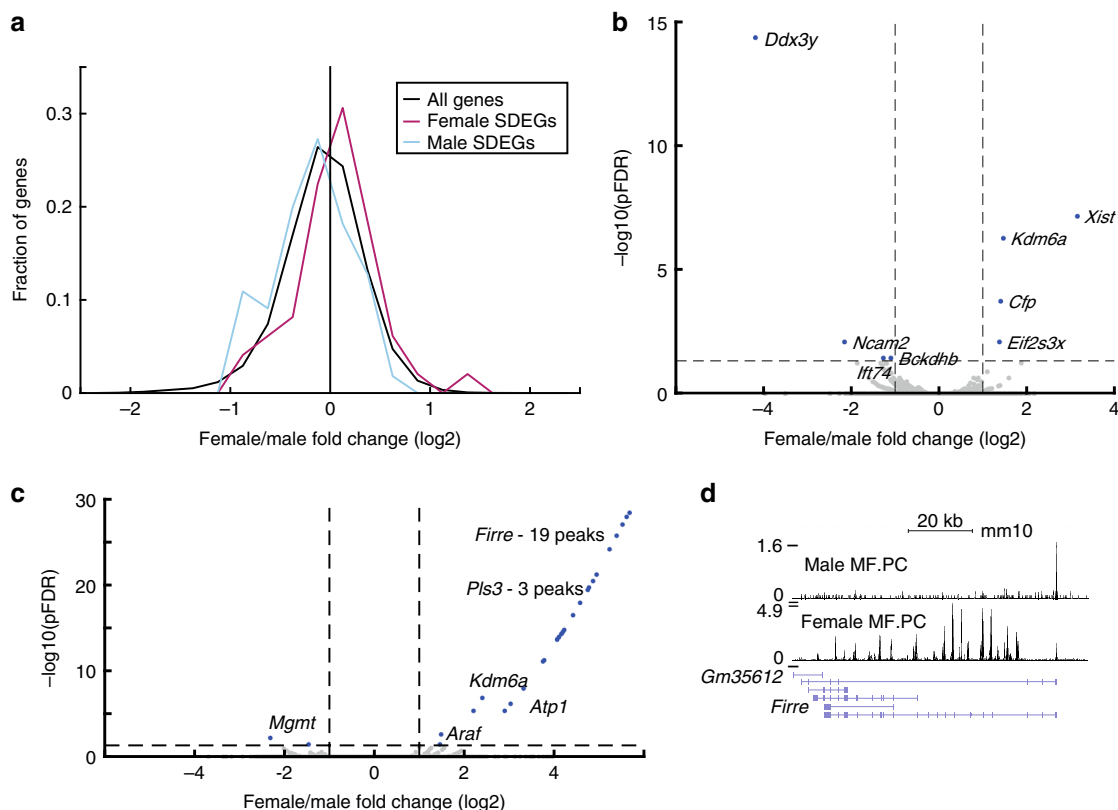 a
0.3
0.2
0.1
0
Fraction of genes
All genes
Female SDEGs
Male SDEGs
−2 −1 0 1 2
Female/male fold change (log2)
b
15
10
5
0
−log10(pFDR)
Ddx3y
Xist
Kdm6a
Cfp
Ncam2
Eif2s3x
Bckdhb
Ift74
−4 −2 0 2 4
Female/male fold change (log2)
c
30
20
10
0
−log10(pFDR)
Firre - 19 peaks
Pls3 - 3 peaks
Kdm6a
Atp1
Mgmt
Araf
−4 -2 0 2 4
Female/male fold change (log2)
d
20 kb mm10
1.6
Male MF.PC
0
4.9
Female MF.PC
0
Gm35612
Firre